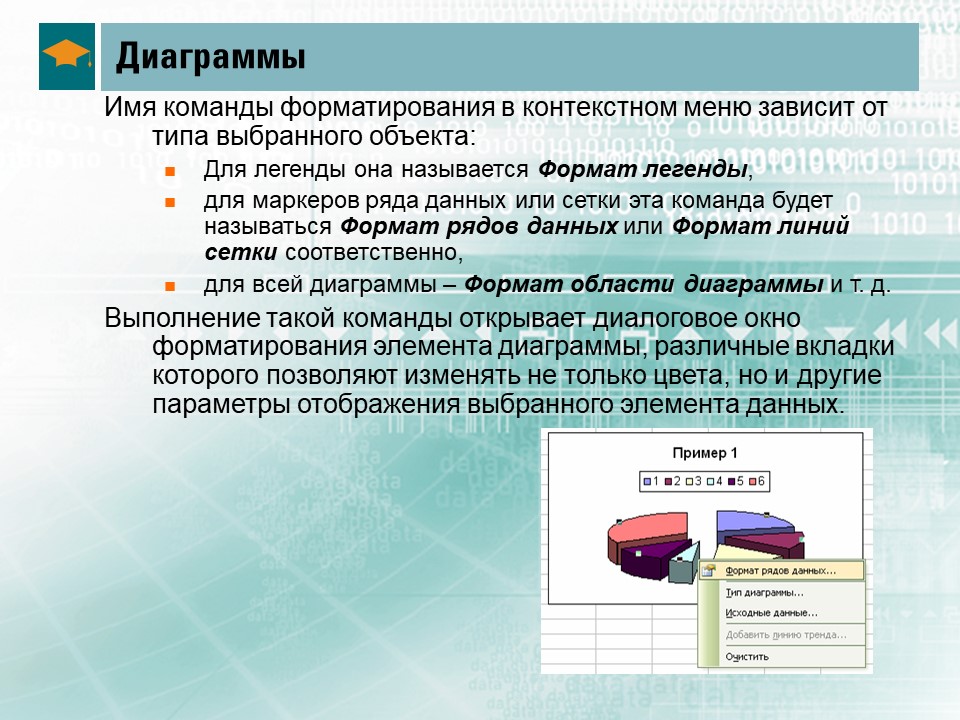 Диаграммы
Имя команды форматирования в контекстном меню зависит от
типа выбранного объекта:
Для легенды она называется Формат легенды,
для маркеров ряда данных или сетки эта команда будет
называться Формат рядов данных или Формат линий
сетки соответственно,
для всей диаграммы – Формат области диаграммы и т. д.
Выполнение такой команды открывает диалоговое окно
форматирования элемента диаграммы, различные вкладки
которого позволяют изменять не только цвета, но и другие
параметры отображения выбранного элемента данных.
Пример 1
1 2 3 4 5 6
Формат рядов данных...
Тип диаграммы...
Исходные данные...
Добавить линию тренда...
Очистить